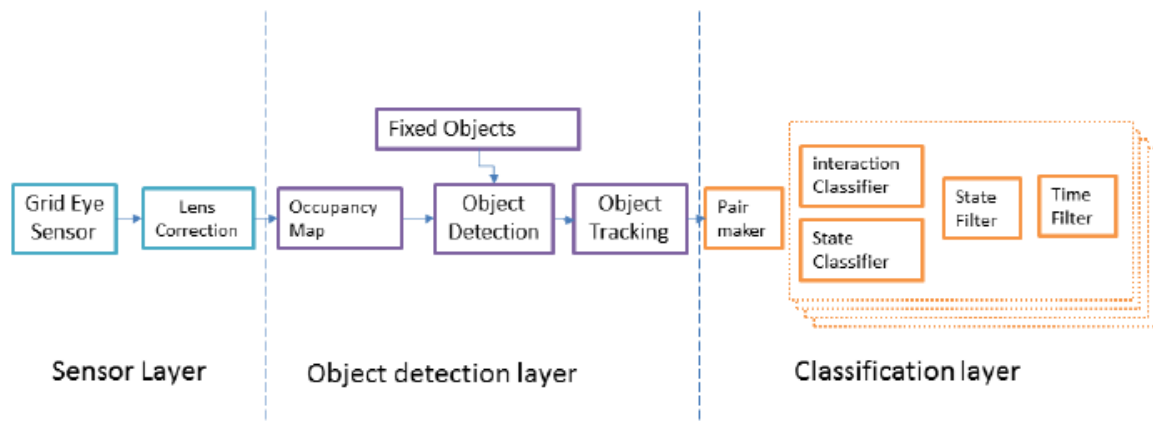 Fixed Objects
Grid Eye
Sensor
Lens
Correction
Occupancy
Map
Object
Detection
Object
Tracking
Pair
maker
interaction
Classifier
State
Classifier
State
Filter
Time
Filter
Sensor Layer
Object detection layer
Classification layer